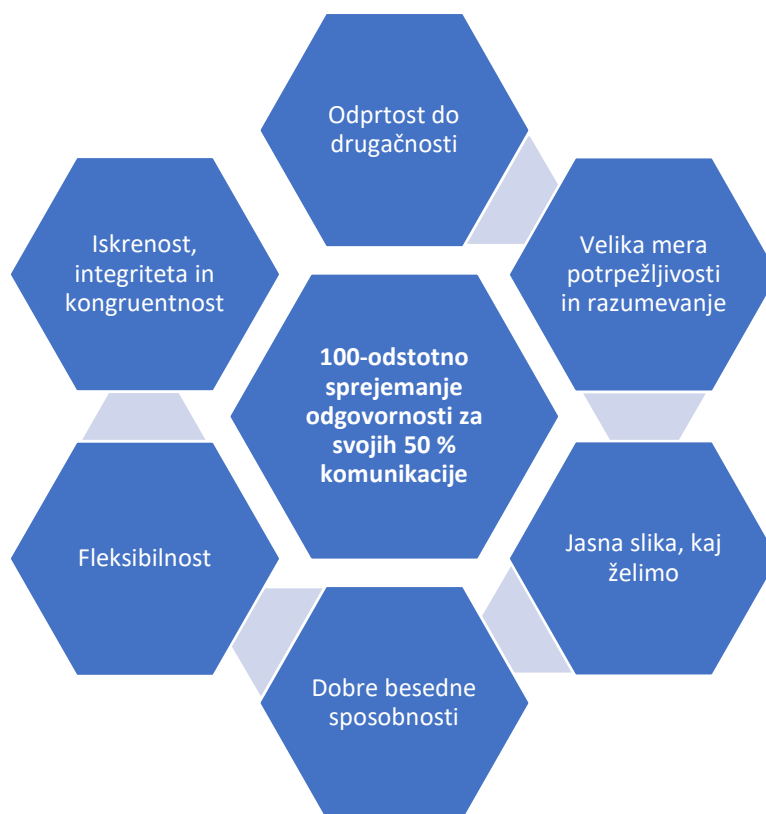 Odprtost do
drugačnosti
Velika mera
potrpežljivosti
in razumevanje
Jasna slika, kaj
želimo
Dobre besedne
sposobnosti
Fleksibilnost
Iskrenost,
integriteta in
kongruentnost
100-odstotno
sprejemanje
odgovornosti za
svojih 50 %
komunikacije